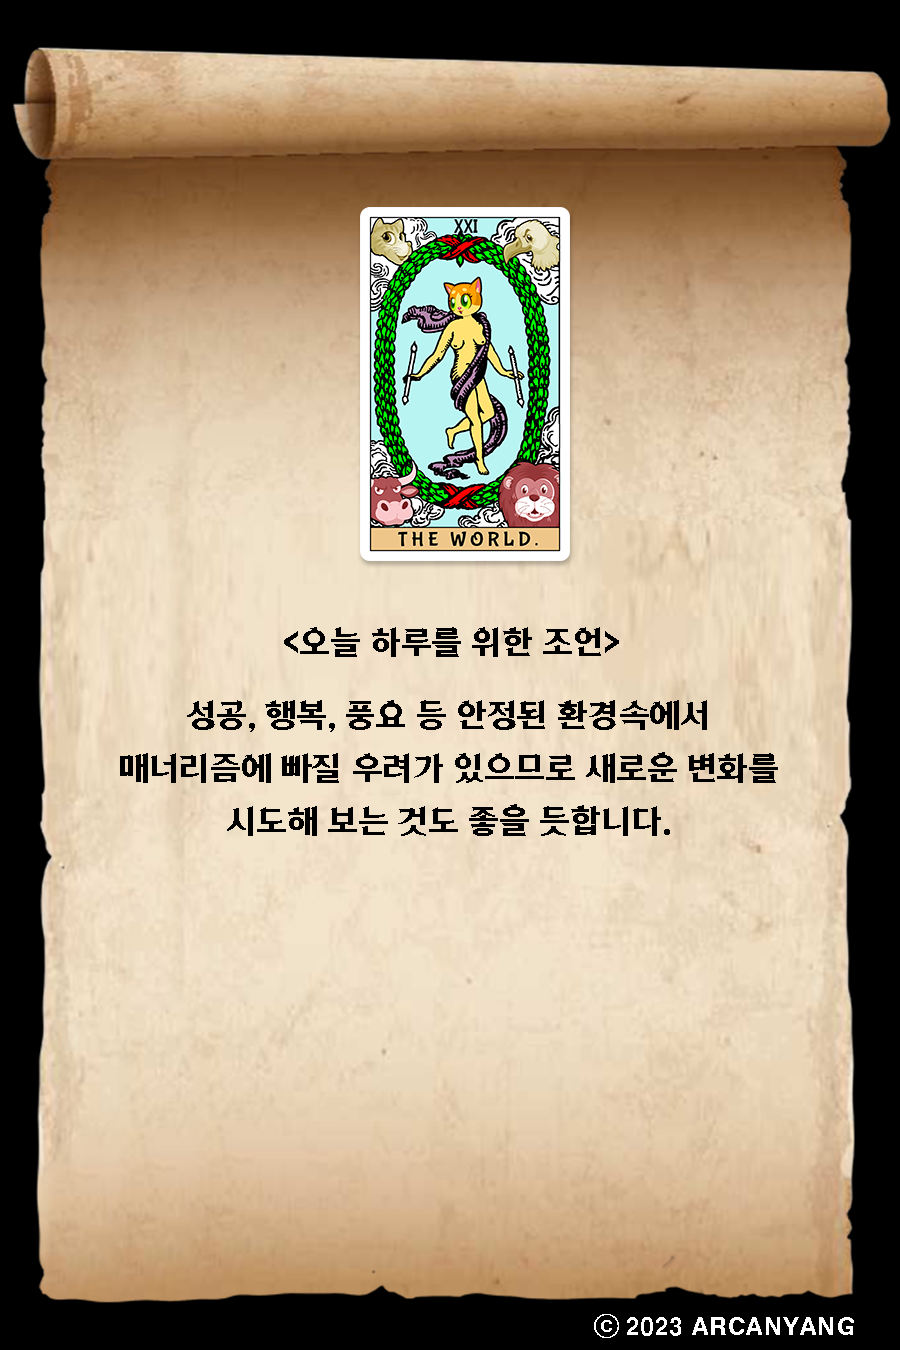 XXI
THE WORLD.
<오늘 하루를 위한 조언>
성공, 행복, 풍요 등 안정된 환경속에서
매너리즘에 빠질 우려가 있으므로 새로운 변화를
시도해 보는 것도 좋을 듯합니다.
ⓒ 2023 ARCANYANG